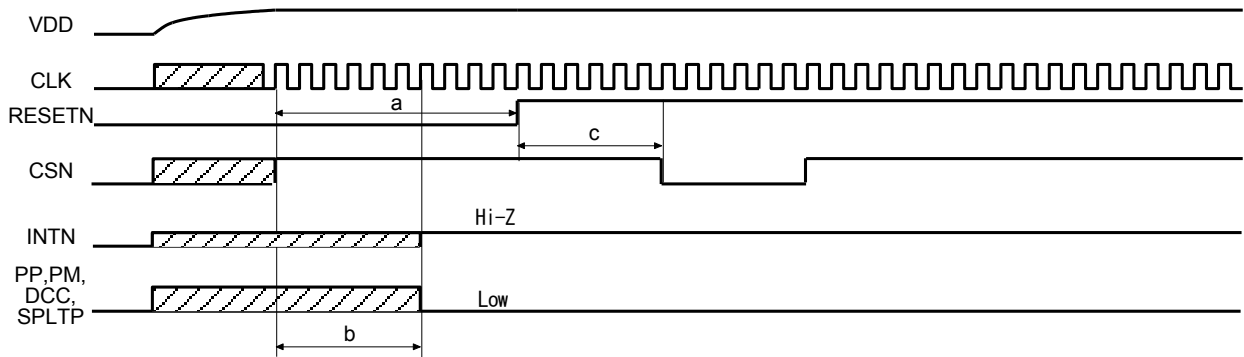 VDD
CLK
a
RESETN
c
CSN
Hi-Z
INTN
PP,PM,
DCC,
SPLTP
Low
b